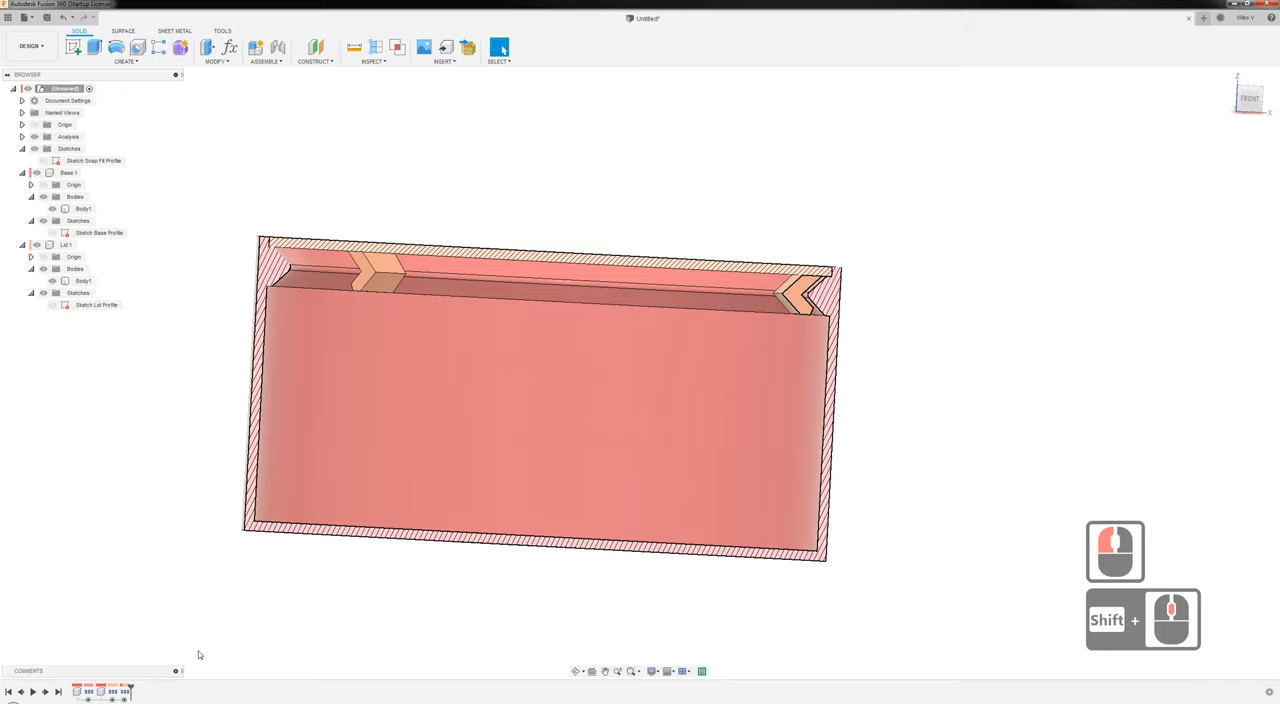 Autodesk Fusion 360 (Startup License)
Untitled*
Wilko V
DESIGN
SOLID SURFACE SHEET METAL TOOLS
CREATE MODIFY ASSEMBLE CONSTRUCT INSPECT INSERT SELECT
BROWSER
(Unsaved)
Document Settings
Named Views
Origin
Analysis
Sketches
Sketch Snap Fit Profile
Base:1
Origin
Bodies
Body1
Sketches
Sketch Base Profile
Lid:1
Origin
Bodies
Body1
Sketches
Sketch Lid Profile
Z
FRONT
X
Shift +
COMMENTS